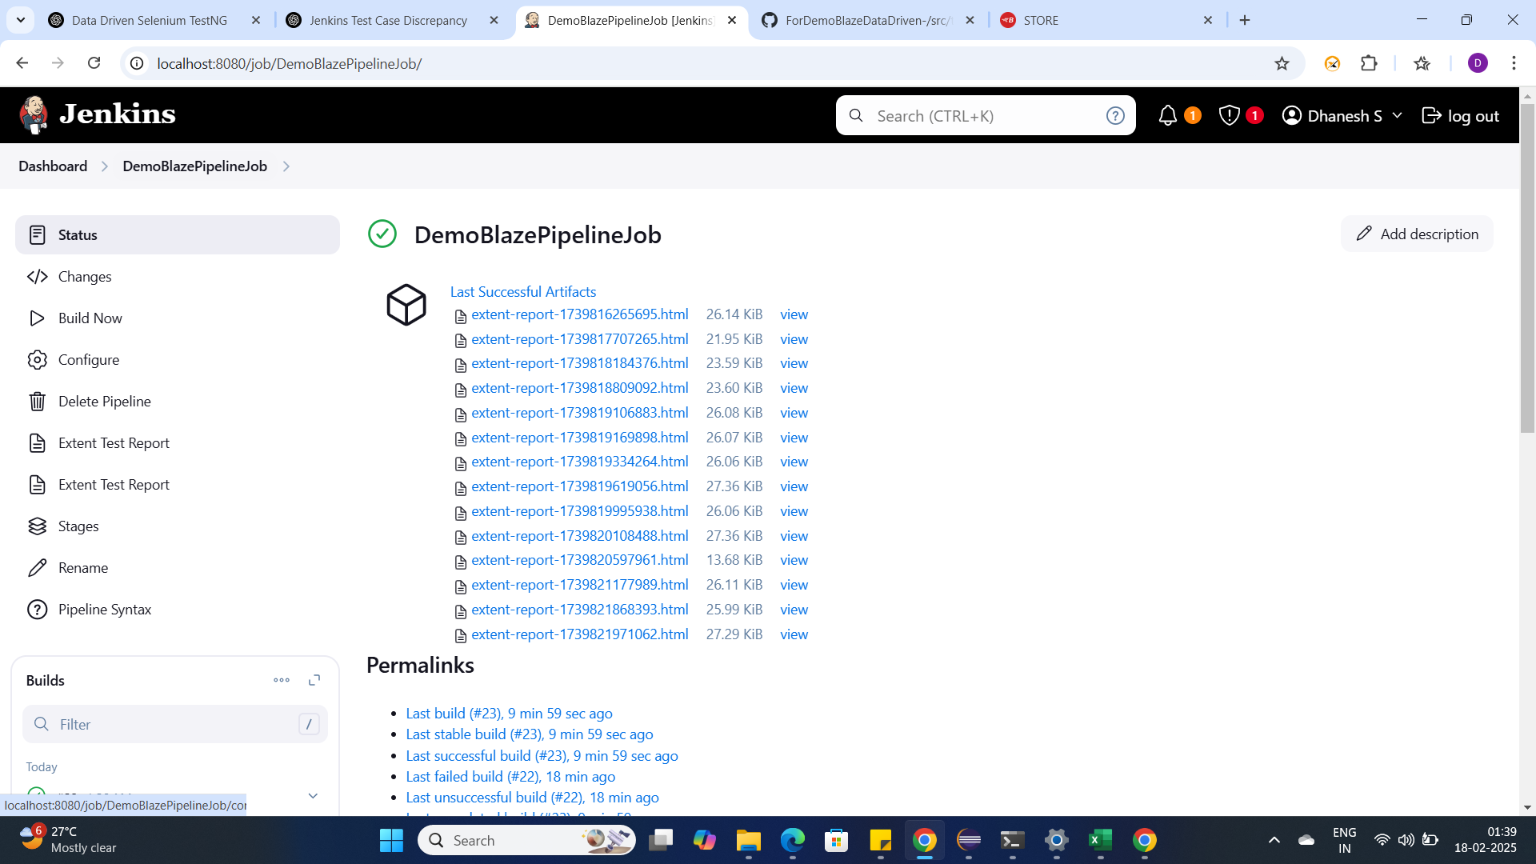 Data Driven Selenium TestNG
Jenkins Test Case Discrepancy
DemoBlazePipelineJob [Jenkins]
ForDemoBlazeDataDriven-/src/
STORE
localhost:8080/job/DemoBlazePipelineJob/
D
Jenkins
Search (CTRL+K)
?
1
1
Dhanesh S
log out
Dashboard
DemoBlazePipelineJob
Status
Changes
Build Now
Configure
Delete Pipeline
Extent Test Report
Extent Test Report
Stages
Rename
Pipeline Syntax
DemoBlazePipelineJob
Add description
Last Successful Artifacts
extent-report-1739816265695.html 26.14 KiB view
extent-report-1739817707265.html 21.95 KiB view
extent-report-1739818184376.html 23.59 KiB view
extent-report-1739818809092.html 23.60 KiB view
extent-report-1739819106883.html 26.08 KiB view
extent-report-1739819169898.html 26.07 KiB view
extent-report-1739819334264.html 26.06 KiB view
extent-report-1739819619056.html 27.36 KiB view
extent-report-1739819995938.html 26.06 KiB view
extent-report-1739820108488.html 27.36 KiB view
extent-report-1739820597961.html 13.68 KiB view
extent-report-1739821177989.html 26.11 KiB view
extent-report-1739821868393.html 25.99 KiB view
extent-report-1739821971062.html 27.29 KiB view
Permalinks
Last build (#23), 9 min 59 sec ago
Last stable build (#23), 9 min 59 sec ago
Last successful build (#23), 9 min 59 sec ago
Last failed build (#22), 18 min ago
Last unsuccessful build (#22), 18 min ago
Builds
Filter
/
Today
localhost:8080/job/DemoBlazePipelineJob/con
6
27°C
Mostly clear
Search
ENG
IN
01:39
18-02-2025